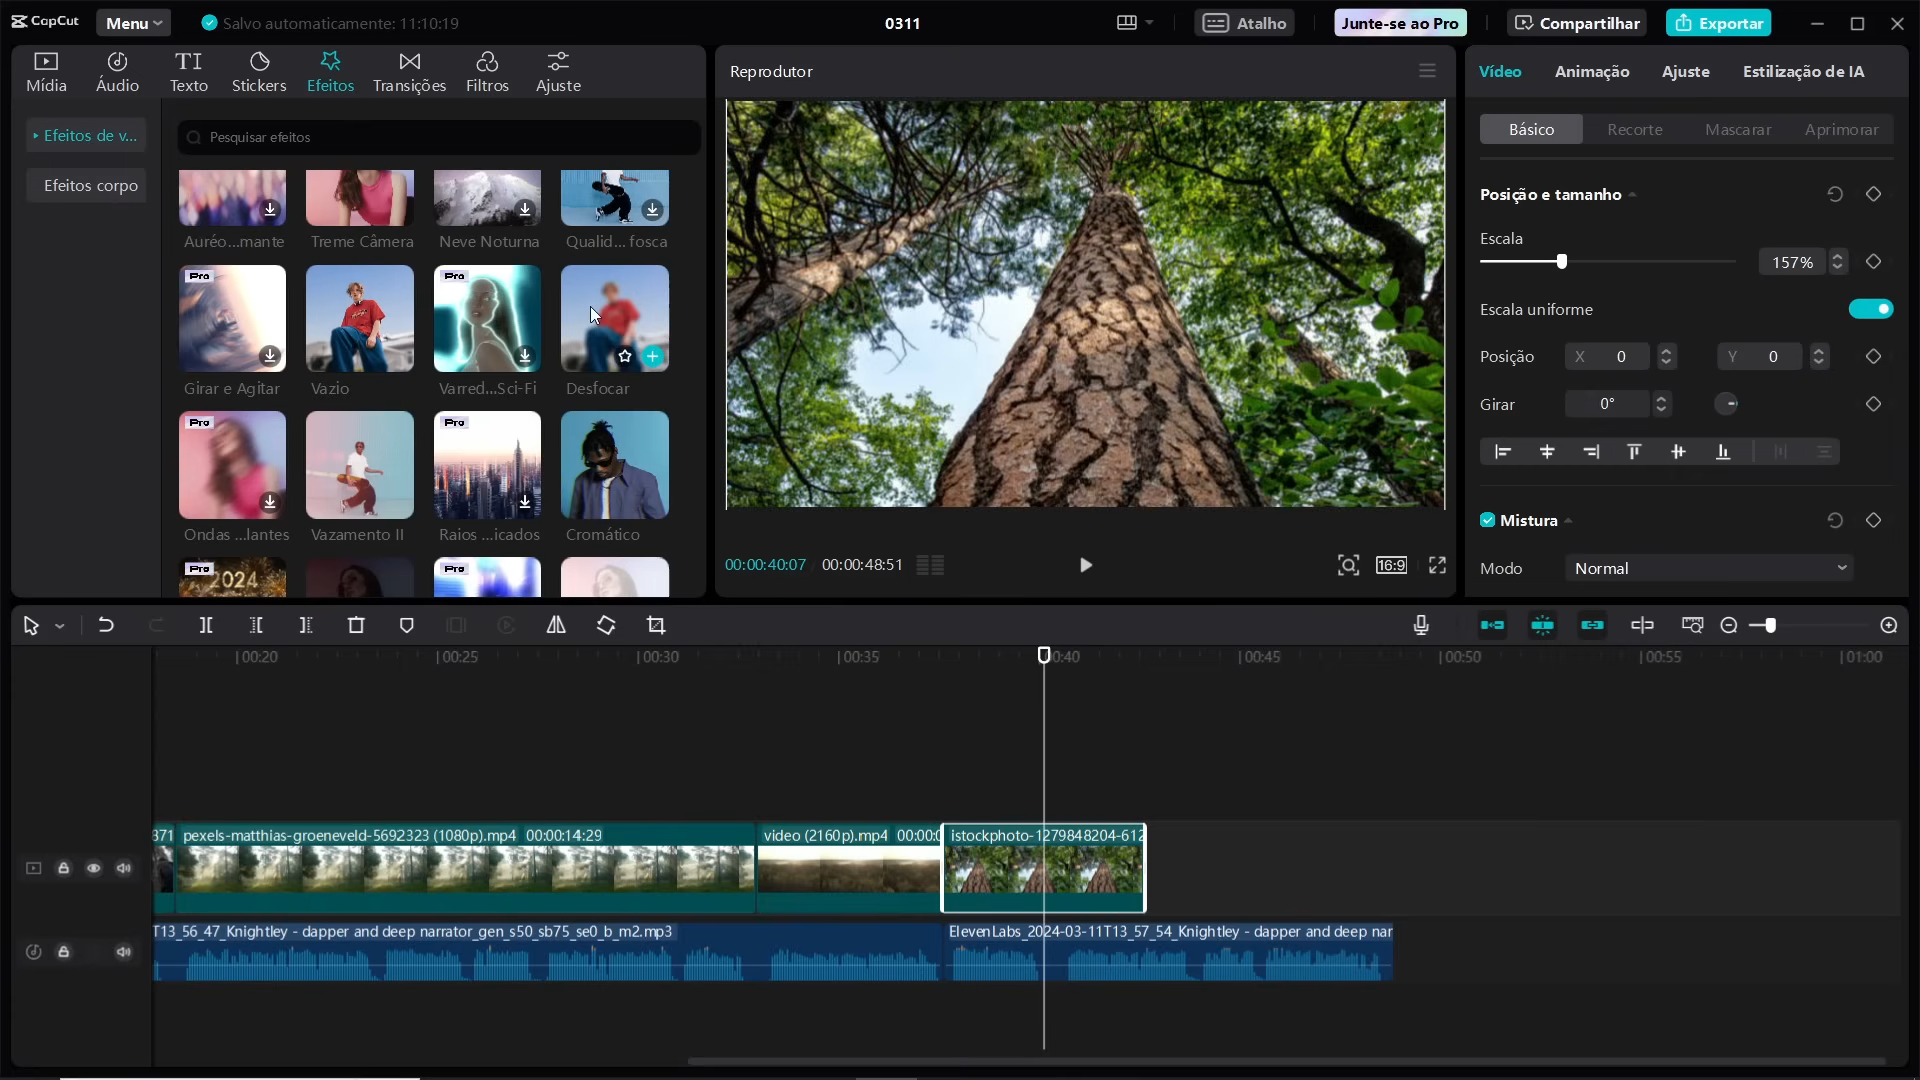 CapCut
Menu
Salvo automaticamente: 11:10:19
0311
Atalho
Junte-se ao Pro
Compartilhar
Exportar
Mídia
Áudio
Texto
Stickers
Efeitos
Transições
Filtros
Ajuste
Efeitos de v...
Efeitos corpo
Pesquisar efeitos
Auréo...mante
Treme Câmera
Neve Noturna
Qualid... fosca
Pro
Pro
Girar e Agitar
Vazio
Varred...Sci-Fi
Desfocar
Pro
Pro
Ondas ...lantes
Vazamento II
Raios ...icados
Cromático
Pro
2024
Pro
Reprodutor
00:00:40:07
00:00:48:51
16:9
Vídeo
Animação
Ajuste
Estilização de IA
Básico
Recorte
Mascarar
Aprimorar
Posição e tamanho
Escala
157%
Escala uniforme
Posição
X 0
Y 0
Girar
0°
Mistura
Modo
Normal
00:20
00:25
00:30
00:35
00:40
00:45
00:50
00:55
01:00
371
pexels-matthias-groeneveld-5692323 (1080p).mp4 00:00:14:29
video (2160p).mp4 00:00:0
istockphoto-1279848204-612
T13_56_47_Knightley - dapper and deep narrator_gen_s50_sb75_se0_b_m2.mp3
ElevenLabs_2024-03-11T13_57_54_Knightley - dapper and deep nar